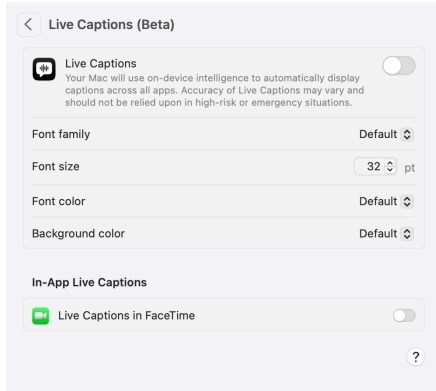 Live Captions (Beta)
Live Captions
Your Mac will use on-device intelligence to automatically display
captions across all apps. Accuracy of Live Captions may vary and
should not be relied upon in high-risk or emergency situations.
Font family Default
Font size 32 pt
Font color Default
Background color Default
In-App Live Captions
Live Captions in FaceTime
?